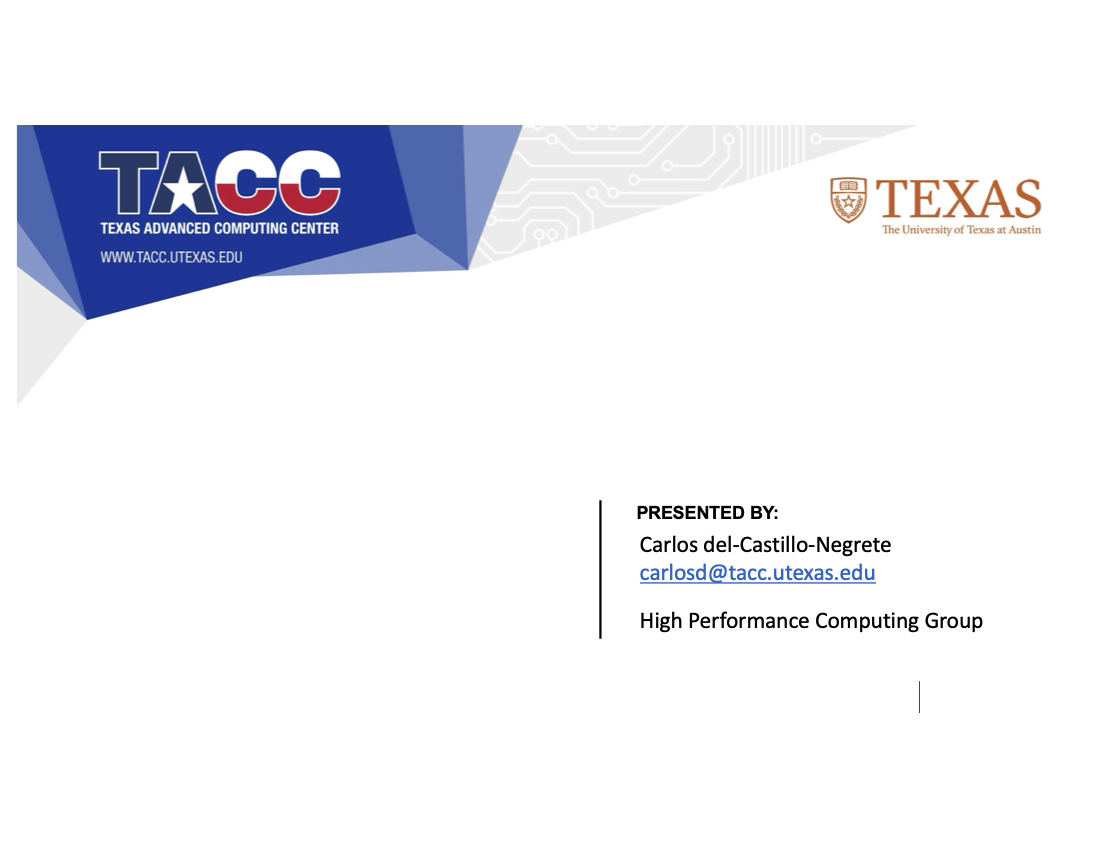 TACC
TEXAS ADVANCED COMPUTING CENTER
WWW.TACC.UTEXAS.EDU
TEXAS
The University of Texas at Austin
PRESENTED BY:
Carlos del-Castillo-Negrete
carlosd@tacc.utexas.edu
High Performance Computing Group